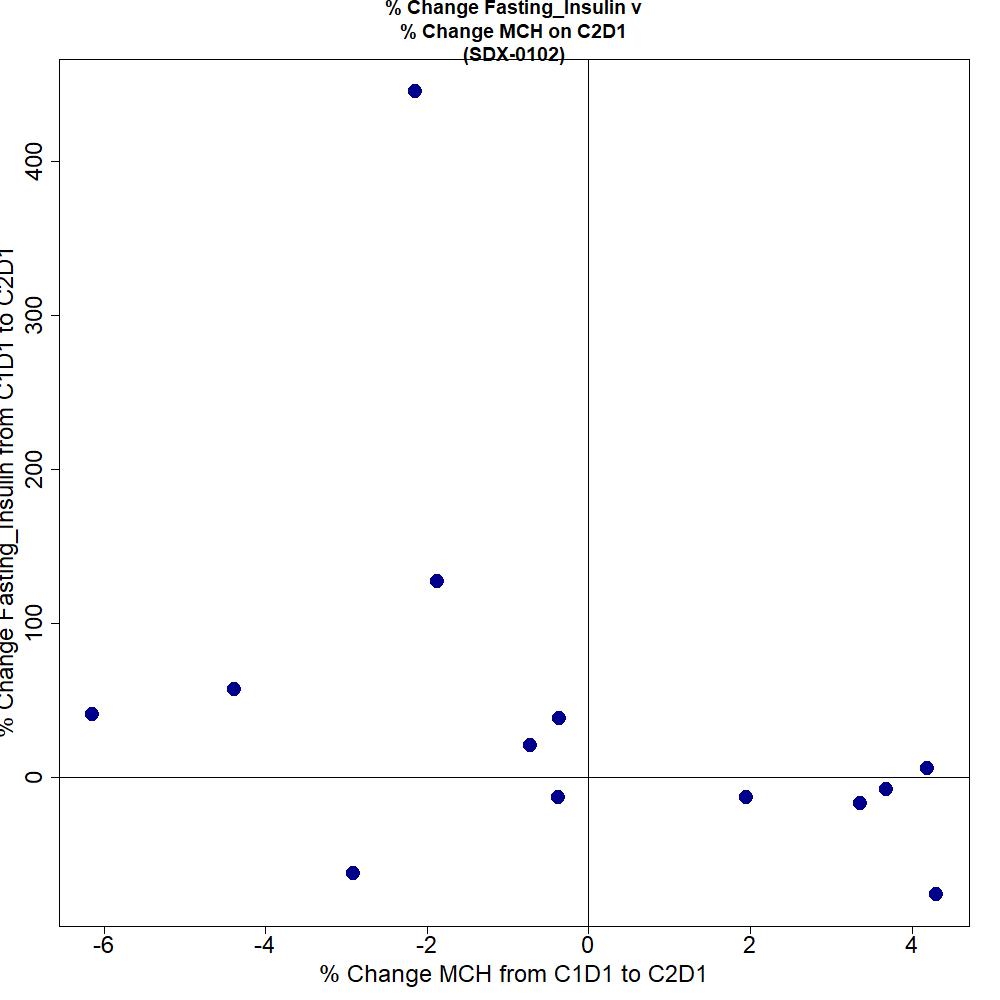 % Change Fasting_Insulin v
% Change MCH on C2D1
(SDX-0102)
% Change Fasting_Insulin from C1D1 to C2D1
400
300
200
100
0
-6 -4 -2 0 2 4
% Change MCH from C1D1 to C2D1